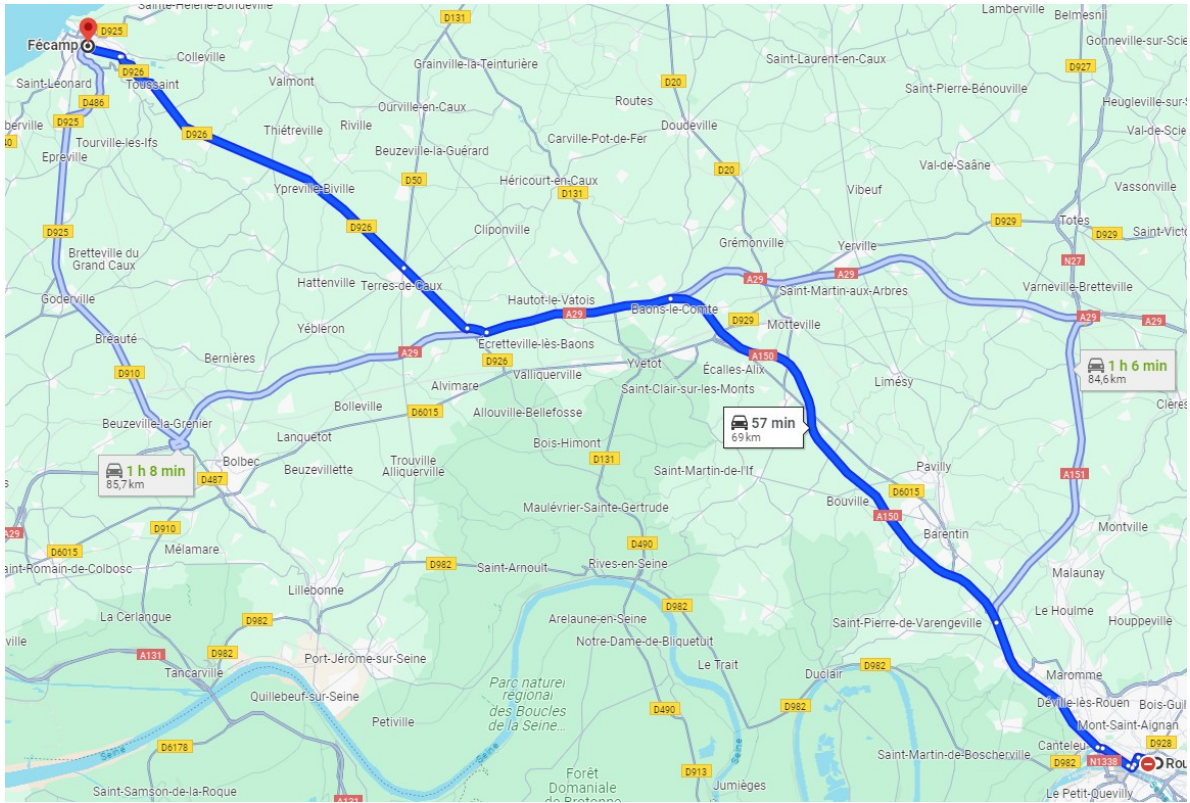 Sainte-Hélène-Bondeville
D925
D131
Lamberville
Belmesnil
Fécamp
D926
Colleville
Grainville-la-Teinturière
Saint-Laurent-en-Caux
D927
Gonneville-sur-Scie
Saint-Léonard
Toussaint
Valmont
D20
Saint-Pierre-Bénouville
D486
Ourville-en-Caux
Routes
Heugleville-sur-S
D925
D926
Thiétreville
Riville
Doudeville
Val-de-Scie
40
Tourville-les-Ifs
Carville-Pot-de-Fer
Epreville
Beuzeville-la-Guérard
D20
Val-de-Saâne
D50
Héricourt-en-Caux
Vassonville
Ypreville-Biville
D131
Vibeuf
D926
D929
Totes
D925
Cliponville
Grémonville
Yerville
D929
Saint-Victo
Bretteville du
Grand Caux
N27
Hattenville
Terres-de-Caux
A29
A29
Varnèville-Bretteville
Goderville
Hautot-le-Vatois
Baons-le-Comte
Saint-Martin-aux-Arbres
Yébléron
A29
D929
Motteville
A29
A29
Bréauté
Bernières
A29
Ecretteville-lès-Baons
D926
Yvetot
A150
Écalles-Alix
1 h 6 min
84,6 km
D910
Valliquerville
Limésy
Alvimare
Saint-Clair-sur-les-Monts
Clères
Bolleville
D6015
Allouville-Bellefosse
Beuzeville-la-Grenier
57 min
69 km
Lanquetot
Bois-Himont
1 h 8 min
85,7 km
Bolbec
Beuzevillette
Trouville
Alliquerville
D131
Saint-Martin-de-l'If
Pavilly
A151
D487
D6015
Bouville
Maulévrier-Sainte-Gertrude
A150
Montville
D910
Barentin
A29
D6015
Mélamare
D490
aint-Romain-de-Colbosc
D982
Saint-Arnoult
Rives-en-Seine
Malaunay
Lillebonne
D982
Le Houlme
La Cerlangue
D982
Arelaune-en-Seine
Saint-Pierre-de-Varengeville
Houppeville
ville
Notre-Dame-de-Bliquetuit
A131
D982
Port-Jérôme-sur-Seine
Le Trait
Duclair
D982
Tancarville
Maromme
Parc naturel
régional
des Boucles
de la Seine...
Quillebeuf-sur-Seine
Déville-lès-Rouen
Bois-Gui
D982
Petiville
D490
Mont-Saint-Aignan
Seine
Seine
D6178
Saint-Martin-de-Boscherville
Canteleu
D928
D982
N1338
Rou
Forêt
Domaniale
de Brotonne
D913
Saint-Samson-de-la-Roque
Jumièges
Le Petit-Quevilly
A131